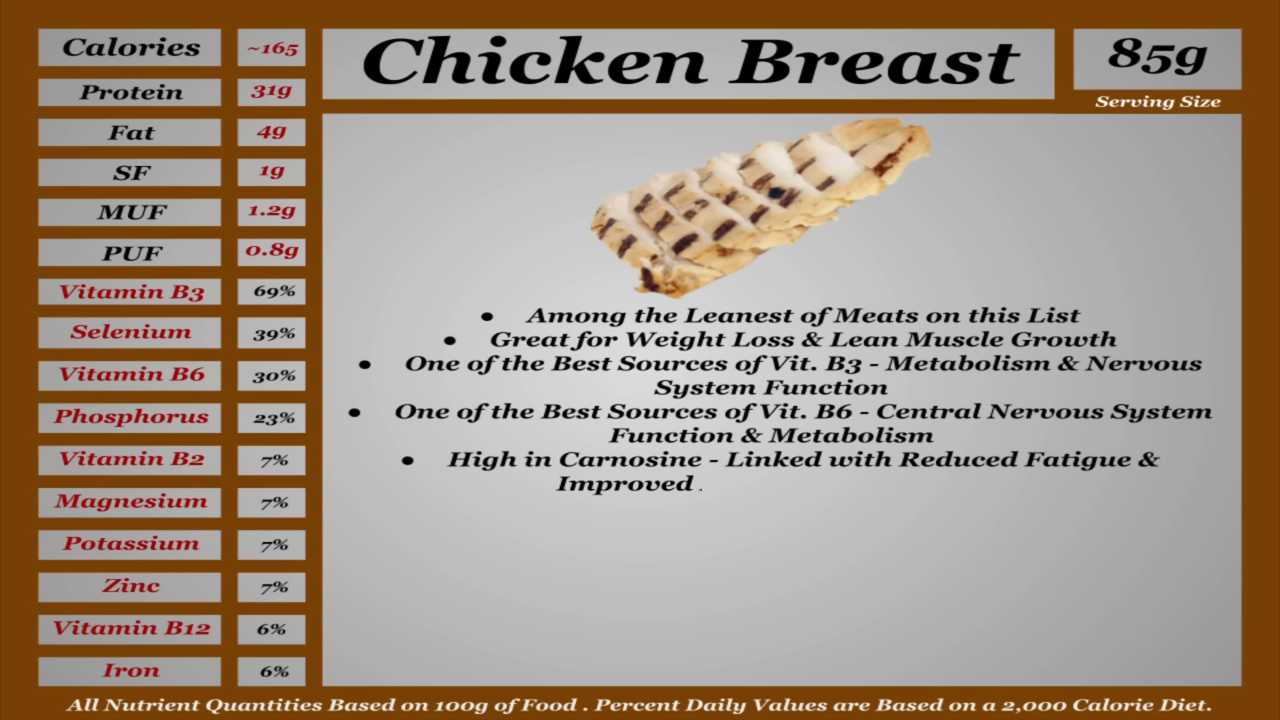 Calories ~165
Protein 31g
Fat 4g
SF 1g
MUF 1.2g
PUF 0.8g
Vitamin B3 69%
Selenium 39%
Vitamin B6 30%
Phosphorus 23%
Vitamin B2 7%
Magnesium 7%
Potassium 7%
Zinc 7%
Vitamin B12 6%
Iron 6%
Chicken Breast
85g
Serving Size
● Among the Leanest of Meats on this List
● Great for Weight Loss & Lean Muscle Growth
● One of the Best Sources of Vit. B3 - Metabolism & Nervous
System Function
● One of the Best Sources of Vit. B6 - Central Nervous System
Function & Metabolism
● High in Carnosine - Linked with Reduced Fatigue &
Improved .
All Nutrient Quantities Based on 100g of Food . Percent Daily Values are Based on a 2,000 Calorie Diet.